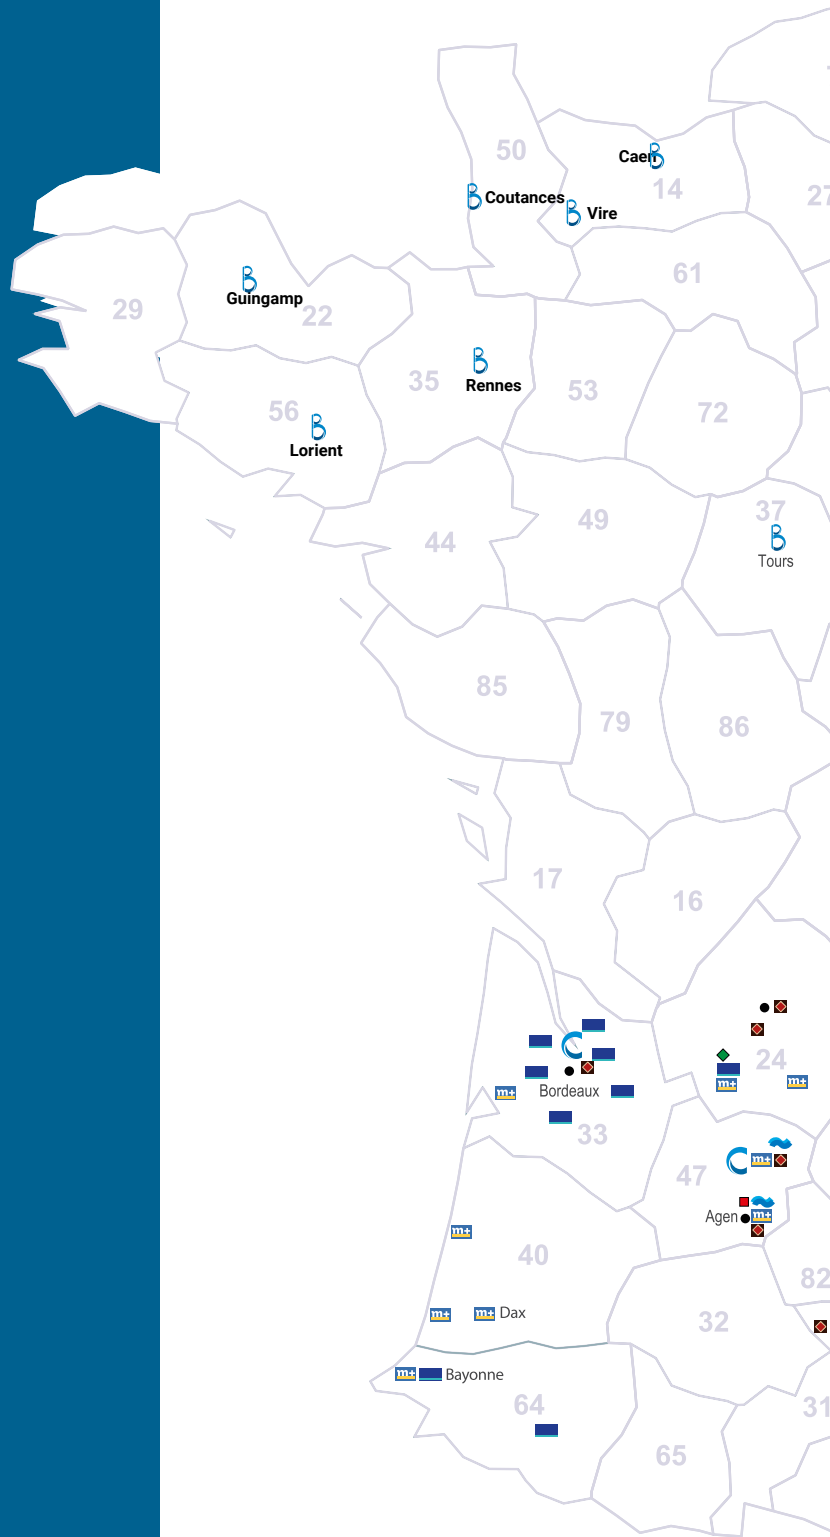 50
Caen
14
27
Coutances
Vire
61
Guingamp
29
22
35
Rennes
53
72
56
Lorient
37
Tours
44
49
85
79
86
17
16
24
m+
m+
Bordeaux
m+
33
m+
47
m+
Agen
m+
40
82
m+
m+
Dax
32
m+
Bayonne
64
31
65